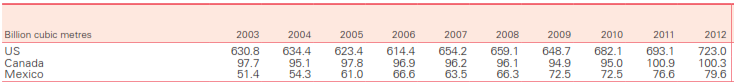 Billion cubic metres 2003 2004 2005 2006 2007 2008 2009 2010 2011 2012
US 630.8 634.4 623.4 614.4 654.2 659.1 648.7 682.1 693.1 723.0
Canada 97.7 95.1 97.8 96.9 96.2 96.1 94.9 95.0 100.9 100.3
Mexico 51.4 54.3 61.0 66.6 63.5 66.3 72.5 72.5 76.6 79.6